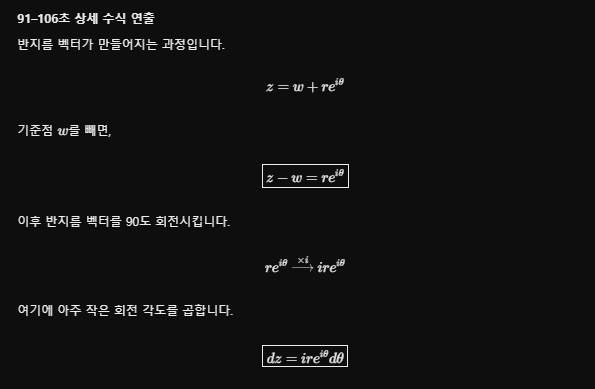 91–106초 상세 수식 연출
반지름 벡터가 만들어지는 과정입니다.
z = w + re^{iθ}
기준점 w를 빼면,
z − w = re^{iθ}
이후 반지름 벡터를 90도 회전시킵니다.
re^{iθ} \xrightarrow{×i} ire^{iθ}
여기에 아주 작은 회전 각도를 곱합니다.
dz = ire^{iθ}dθ